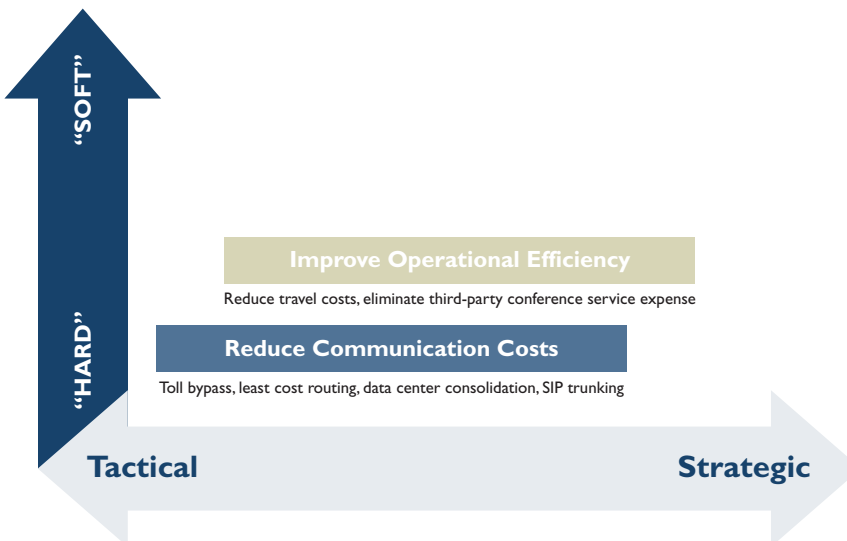 “SOFT”
Improve Operational Efficiency
Reduce travel costs, eliminate third-party conference service expense
“HARD”
Reduce Communication Costs
Toll bypass, least cost routing, data center consolidation, SIP trunking
Tactical
Strategic